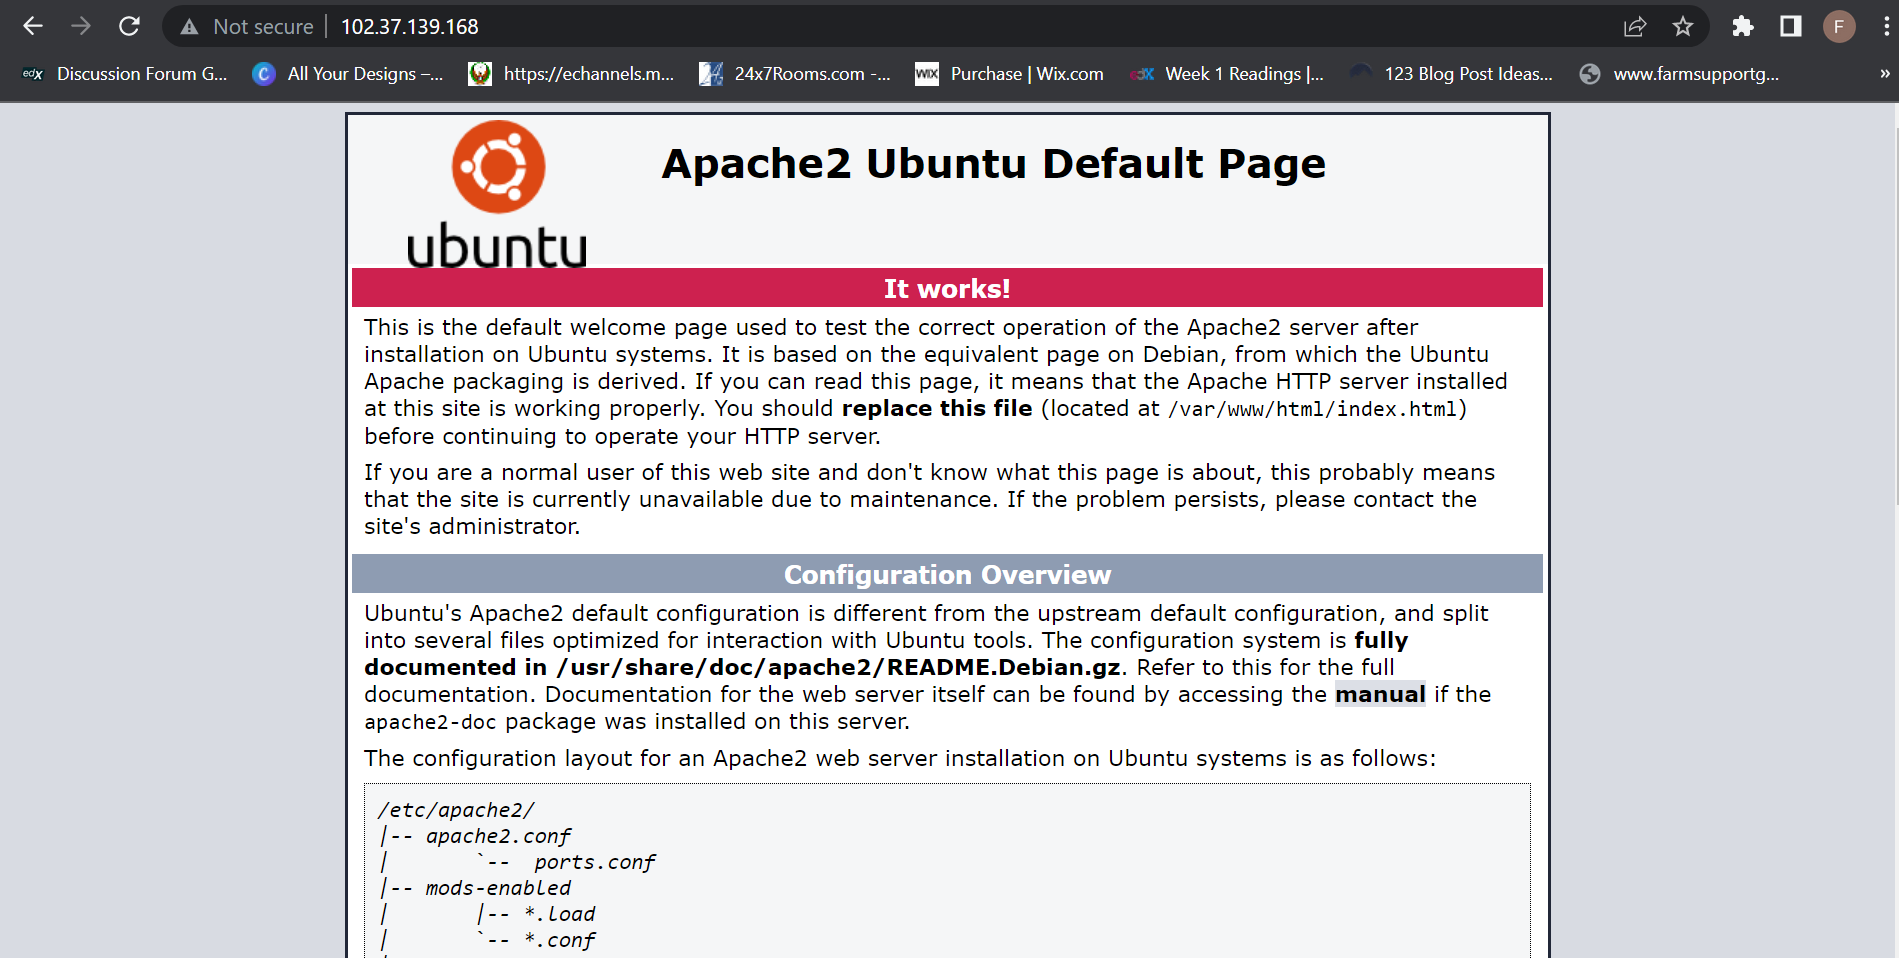 Not secure | 102.37.139.168
F
edX Discussion Forum G...
C All Your Designs –...
https://echannels.m...
24x7Rooms.com -...
WIX Purchase | Wix.com
edX Week 1 Readings |...
123 Blog Post Ideas...
www.farmsupportg...
»
ubuntu
Apache2 Ubuntu Default Page
It works!
This is the default welcome page used to test the correct operation of the Apache2 server after
installation on Ubuntu systems. It is based on the equivalent page on Debian, from which the Ubuntu
Apache packaging is derived. If you can read this page, it means that the Apache HTTP server installed
at this site is working properly. You should replace this file (located at /var/www/html/index.html)
before continuing to operate your HTTP server.
If you are a normal user of this web site and don't know what this page is about, this probably means
that the site is currently unavailable due to maintenance. If the problem persists, please contact the
site's administrator.
Configuration Overview
Ubuntu's Apache2 default configuration is different from the upstream default configuration, and split
into several files optimized for interaction with Ubuntu tools. The configuration system is fully
documented in /usr/share/doc/apache2/README.Debian.gz. Refer to this for the full
documentation. Documentation for the web server itself can be found by accessing the manual if the
apache2-doc package was installed on this server.
The configuration layout for an Apache2 web server installation on Ubuntu systems is as follows:
/etc/apache2/
|-- apache2.conf
|       `--  ports.conf
|-- mods-enabled
|       |-- *.load
|       `-- *.conf